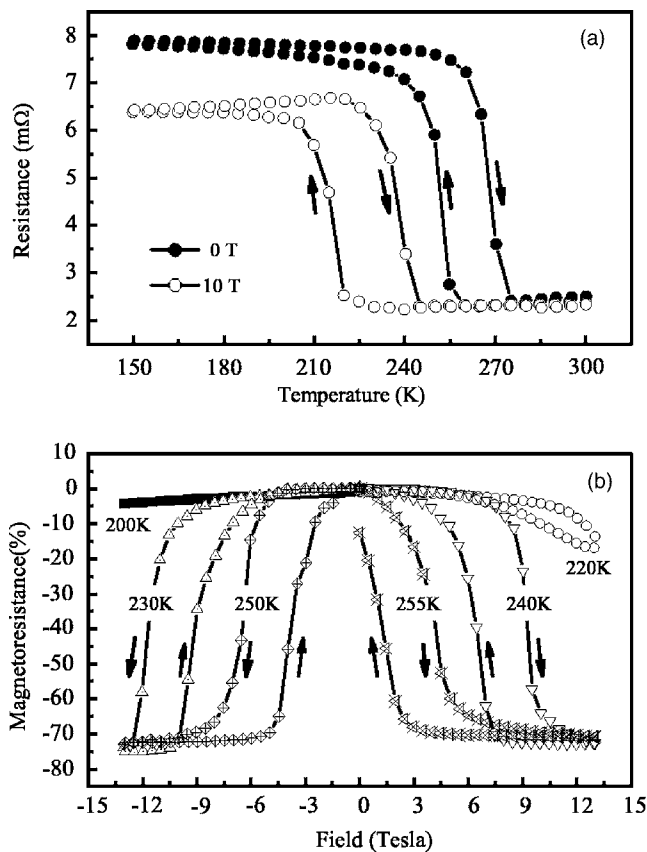 (a)
9
8
7
6
5
4
3
2
Resistance (mΩ)
0 T
10 T
150 180 210 240 270 300
Temperature (K)
(b)
10
0
-10
-20
-30
-40
-50
-60
-70
-80
Magnetoresistance(%)
200K
220K
230K 250K 255K 240K
-15 -12 -9 -6 -3 0 3 6 9 12 15
Field (Tesla)